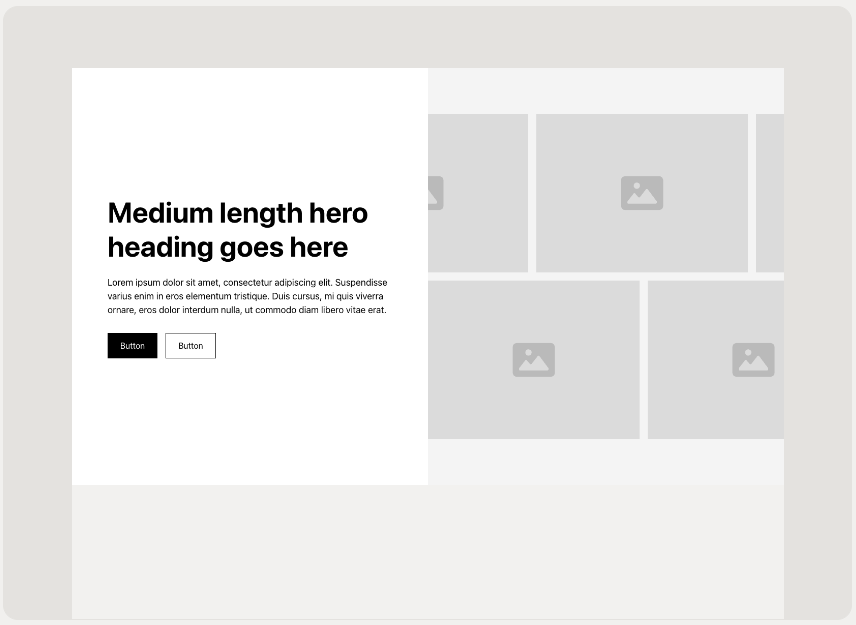 Medium length hero
heading goes here
Lorem ipsum dolor sit amet, consectetur adipiscing elit. Suspendisse
varius enim in eros elementum tristique. Duis cursus, mi quis viverra
ornare, eros dolor interdum nulla, ut commodo diam libero vitae erat.
Button Button